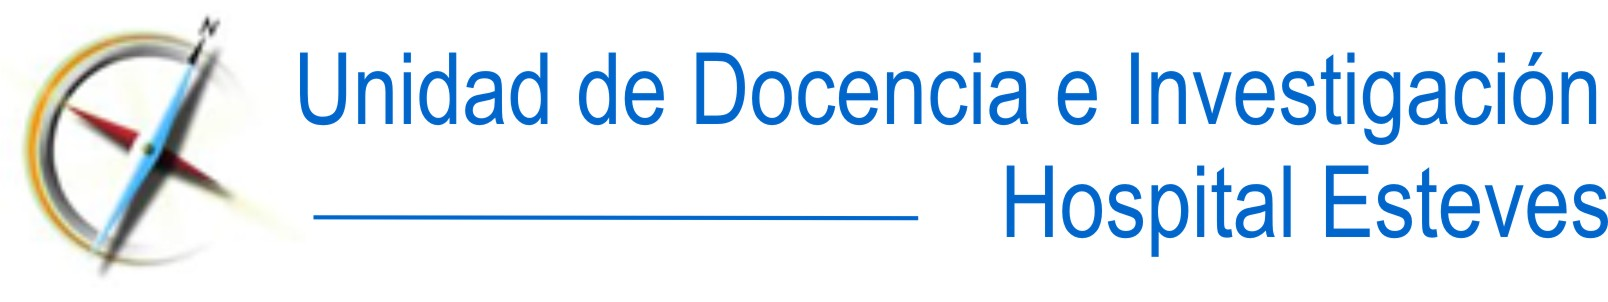 N
Unidad de Docencia e Investigación
Hospital Esteves